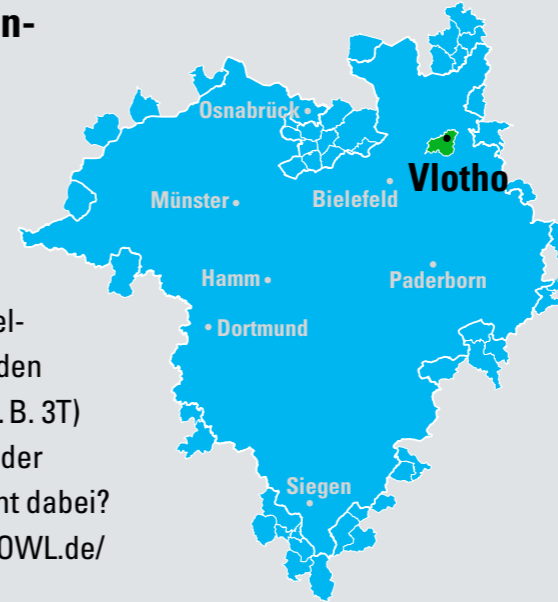 n-
Osnabrück
Vlotho
Münster
Bielefeld
Hamm
Paderborn
Dortmund
el-
den
. B. 3T)
der
nt dabei?
Siegen
OWL.de/